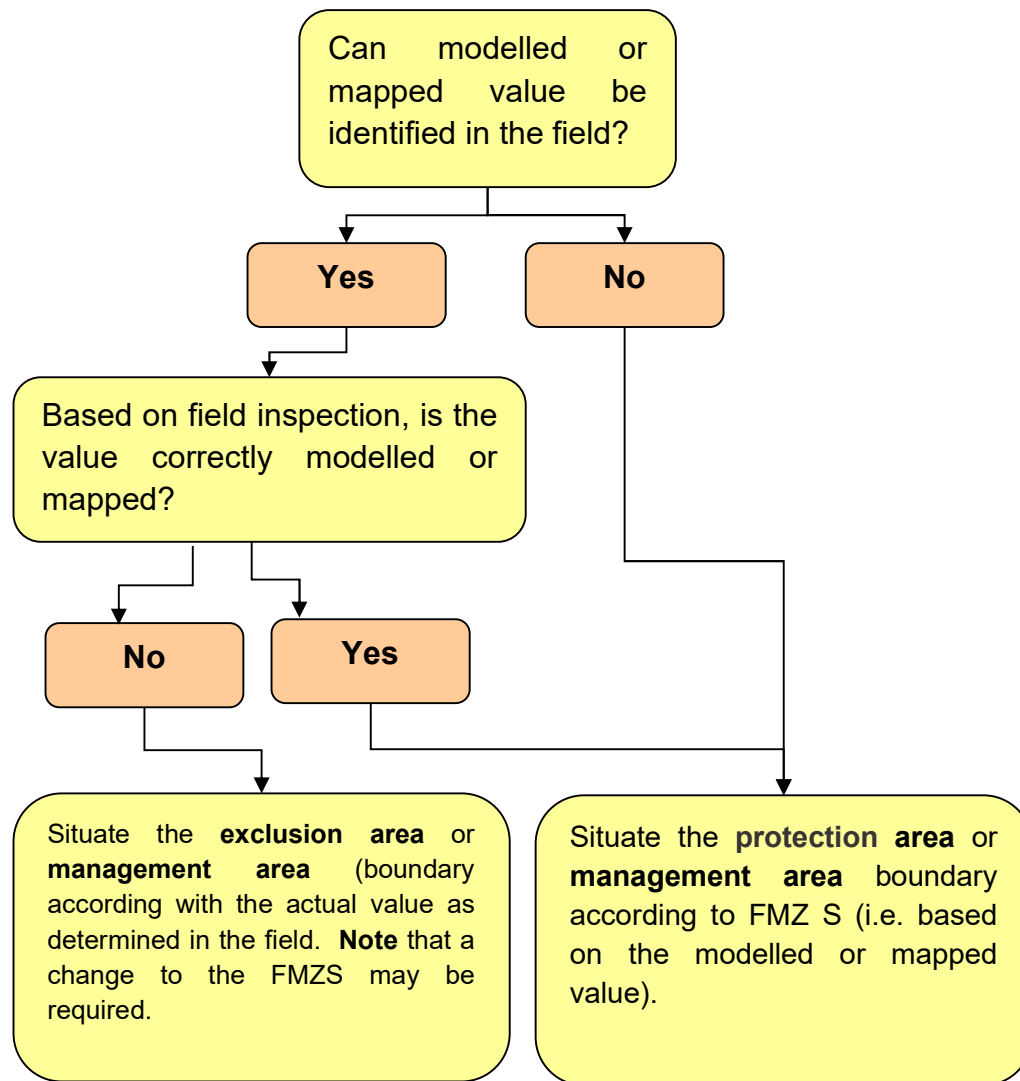 Can modelled or
mapped value be
identified in the field?
Yes
No
Based on field inspection, is the
value correctly modelled or
mapped?
No
Yes
Situate the exclusion area or
management area (boundary
according with the actual value as
determined in the field. Note that a
change to the FMZS may be
required.
Situate the protection area or
management area boundary
according to FMZ S (i.e. based
on the modelled or mapped
value).